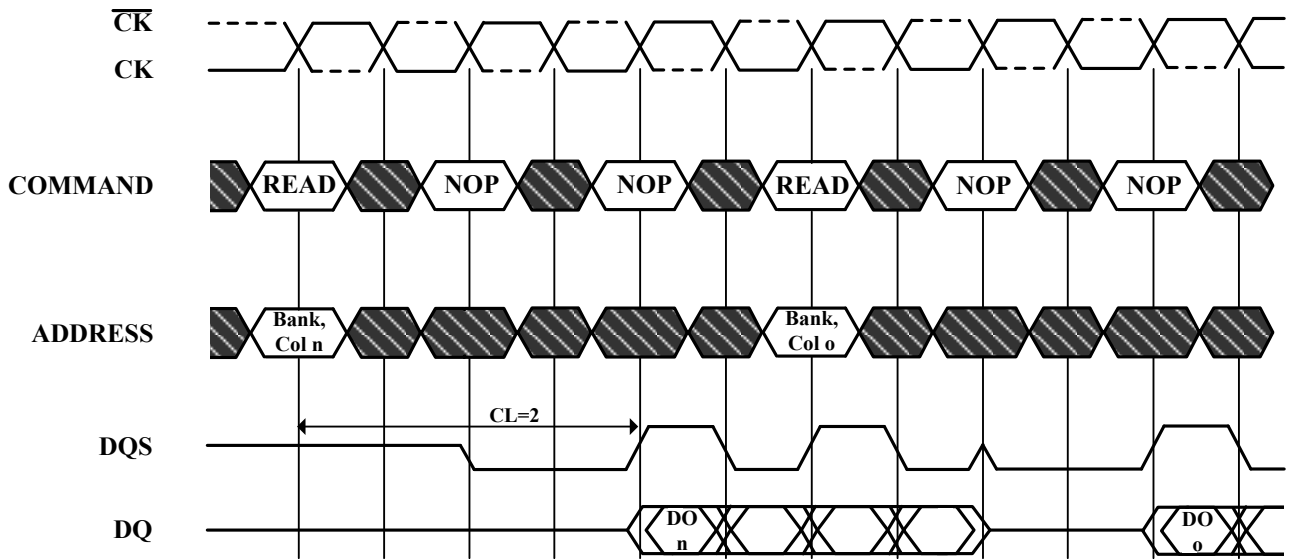 C̅K̅
CK
COMMAND
READ
NOP
NOP
READ
NOP
NOP
ADDRESS
Bank,
Col n
Bank,
Col o
CL=2
DQS
DQ
DO
n
DO
o